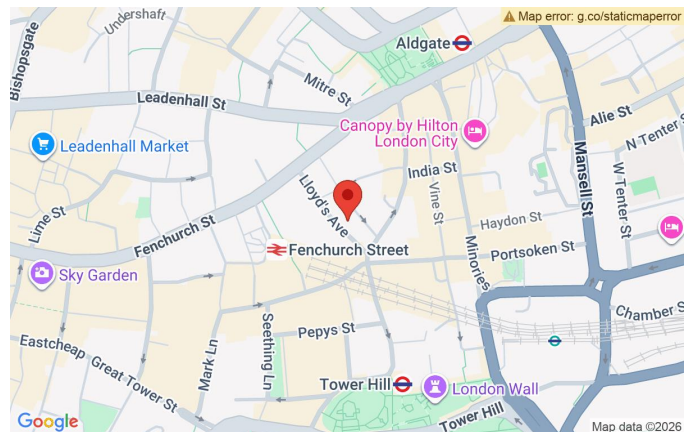 Undershaft
Bishopsgate
⚠ Map error: g.co/staticmaperror
Aldgate
Mitre St
Leadenhall St
Alie St
Canopy by Hilton
London City
N Tenter St
Leadenhall Market
Mansell St
India St
W Tenter St
Vine St
Lloyd's Ave
Lime St
Haydon St
Fenchurch St
Fenchurch Street
Portsoken St
Minories
Sky Garden
Chamber S
Pepys St
Seething Ln
Mark Ln
Eastcheap
Great Tower St
Tower Hill
London Wall
Tower Hill
Google
Map data ©2026